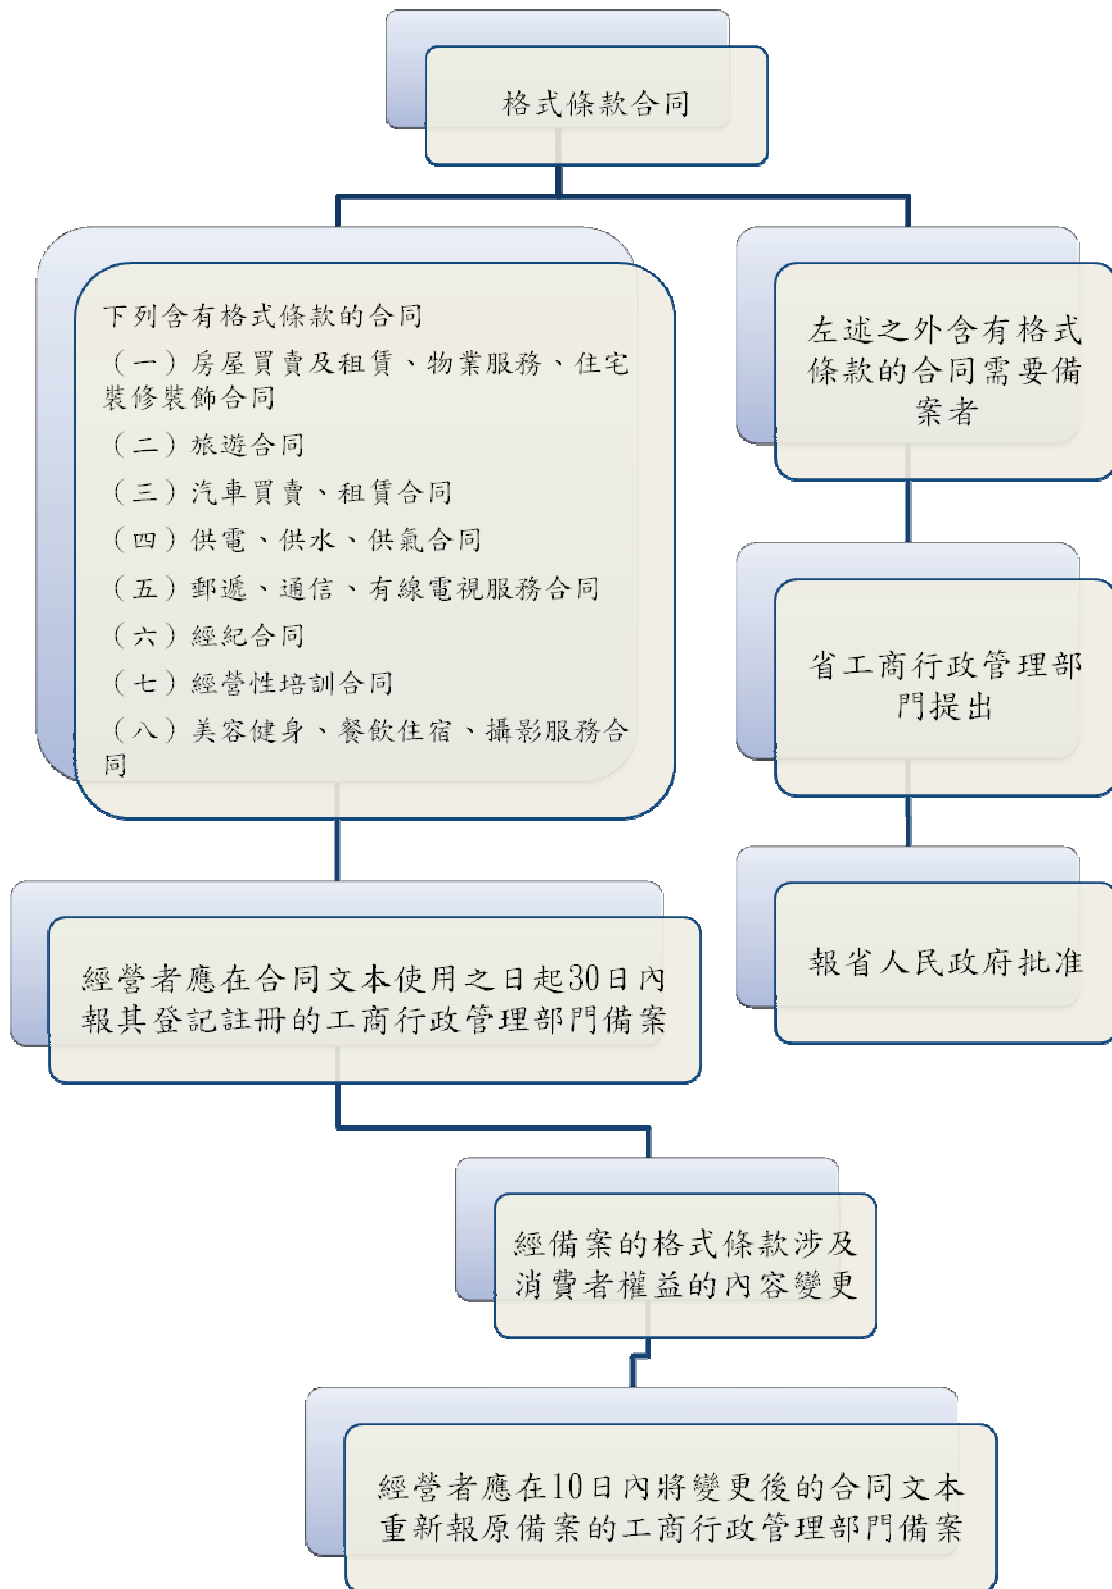 格式條款合同
下列含有格式條款的合同
（一）房屋買賣及租賃、物業服務、住宅
裝修裝飾合同
（二）旅遊合同
（三）汽車買賣、租賃合同
（四）供電、供水、供氣合同
（五）郵遞、通信、有線電視服務合同
（六）經紀合同
（七）經營性培訓合同
（八）美容健身、餐飲住宿、攝影服務合
同
左述之外含有格式
條款的合同需要備
案者
省工商行政管理部
門提出
報省人民政府批准
經營者應在合同文本使用之日起30日內
報其登記註冊的工商行政管理部門備案
經備案的格式條款涉及
消費者權益的內容變更
經營者應在10日內將變更後的合同文本
重新報原備案的工商行政管理部門備案